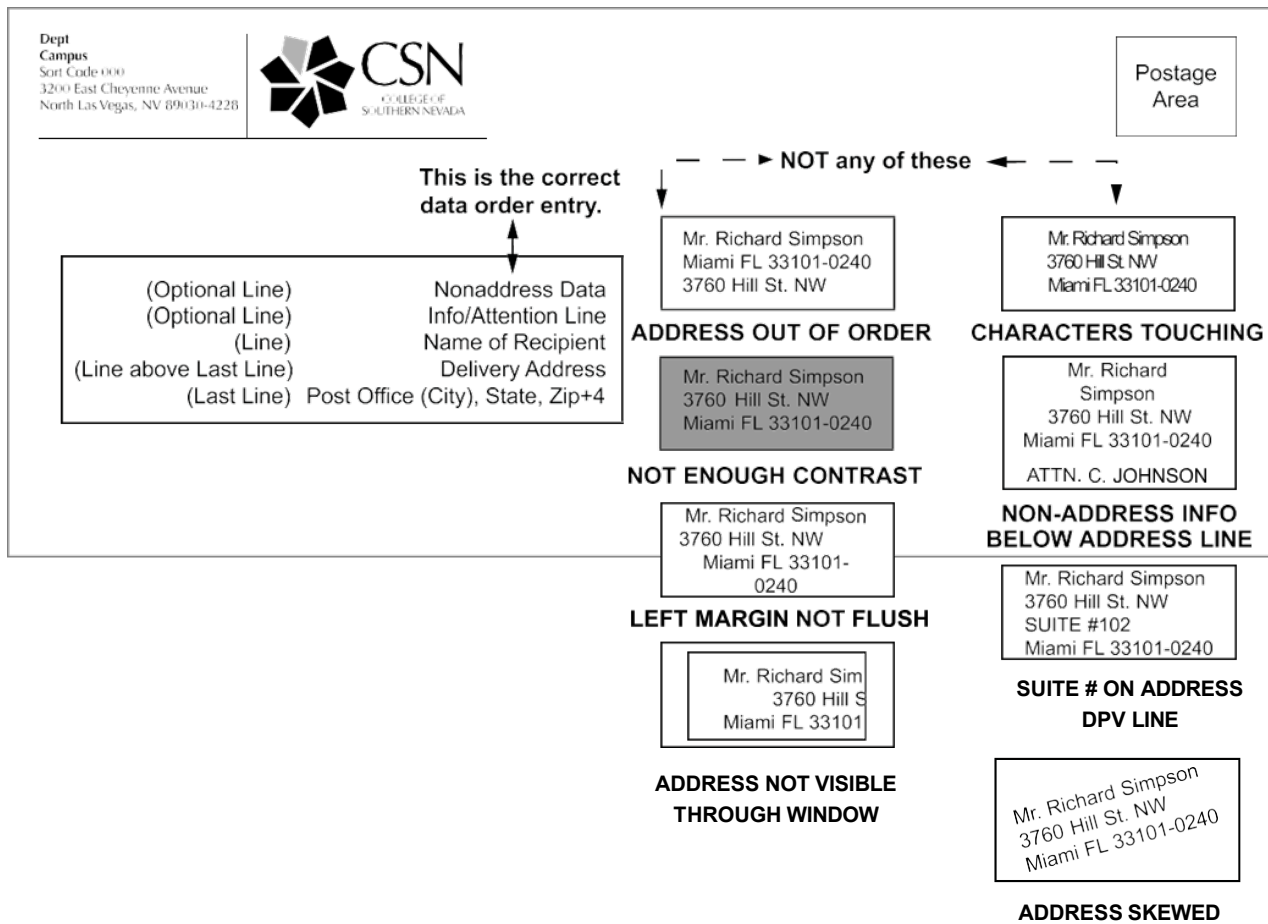 Dept
Campus
Sort Code 000
3200 East Cheyenne Avenue
North Las Vegas, NV 89030-4228
CSN
COLLEGE OF
SOUTHERN NEVADA
Postage
Area
This is the correct
data order entry.
NOT any of these
(Optional Line) Nonaddress Data
(Optional Line) Info/Attention Line
(Line) Name of Recipient
(Line above Last Line) Delivery Address
(Last Line) Post Office (City), State, Zip+4
Mr. Richard Simpson
Miami FL 33101-0240
3760 Hill St. NW
ADDRESS OUT OF ORDER
Mr. Richard Simpson
3760 Hill St. NW
Miami FL 33101-0240
NOT ENOUGH CONTRAST
Mr. Richard Simpson
3760 Hill St. NW
Miami FL 33101-
0240
LEFT MARGIN NOT FLUSH
Mr. Richard Sim
3760 Hill S
Miami FL 33101
ADDRESS NOT VISIBLE
THROUGH WINDOW
Mr. Richard Simpson
3760 Hill St. NW
Miami FL 33101-0240
CHARACTERS TOUCHING
Mr. Richard
Simpson
3760 Hill St. NW
Miami FL 33101-0240
ATTN. C. JOHNSON
NON-ADDRESS INFO
BELOW ADDRESS LINE
Mr. Richard Simpson
3760 Hill St. NW
SUITE #102
Miami FL 33101-0240
SUITE # ON ADDRESS
DPV LINE
Mr. Richard Simpson
3760 Hill St. NW
Miami FL 33101-0240
ADDRESS SKEWED